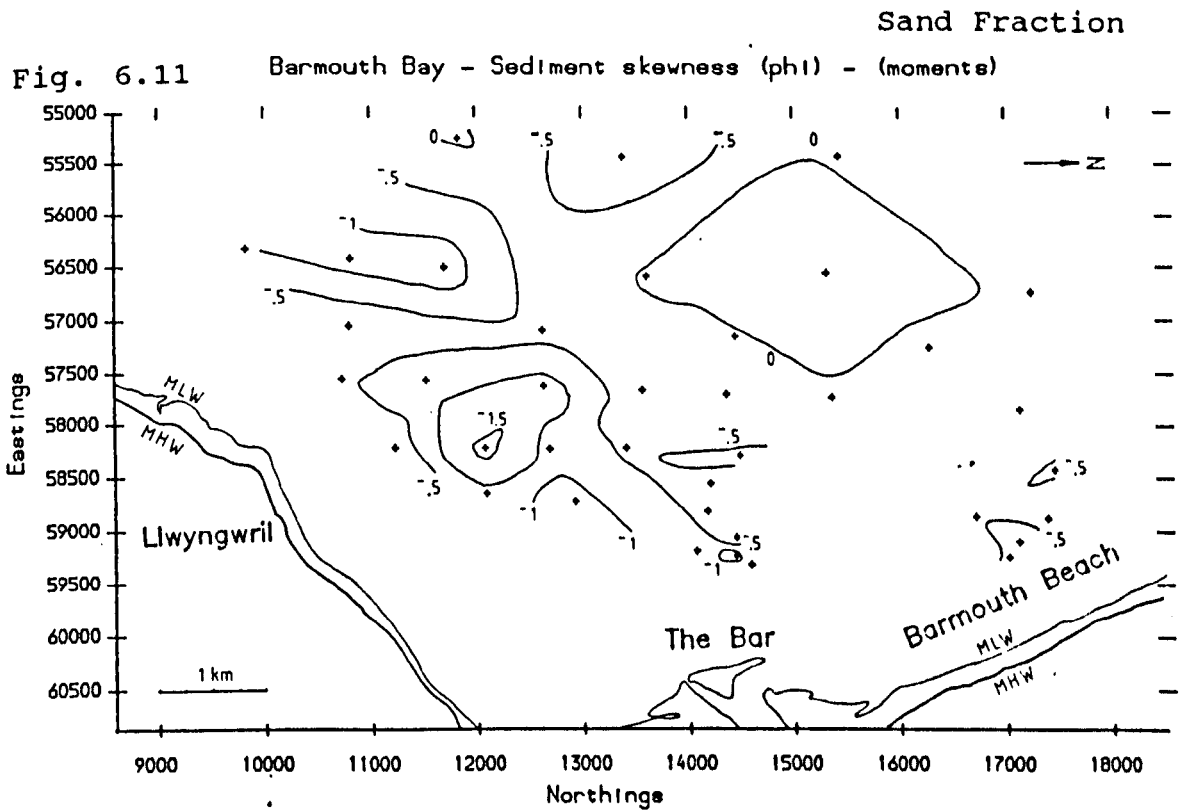 Sand Fraction
Fig. 6.11
Barmouth Bay - Sediment skewness (phi) - (moments)
55000
55500
56000
56500
57000
57500
58000
58500
59000
59500
60000
60500
Eastings
0
-.5
-.5
0
N
-.5
-1
-.5
0
-1.5
-.5
-.5
-.5
-1
-.5
-1
-.5
MLW
MHW
Llwyngwril
The Bar
Barmouth Beach
MLW
MHW
1 km
9000
10000
11000
12000
13000
14000
15000
16000
17000
18000
Northings